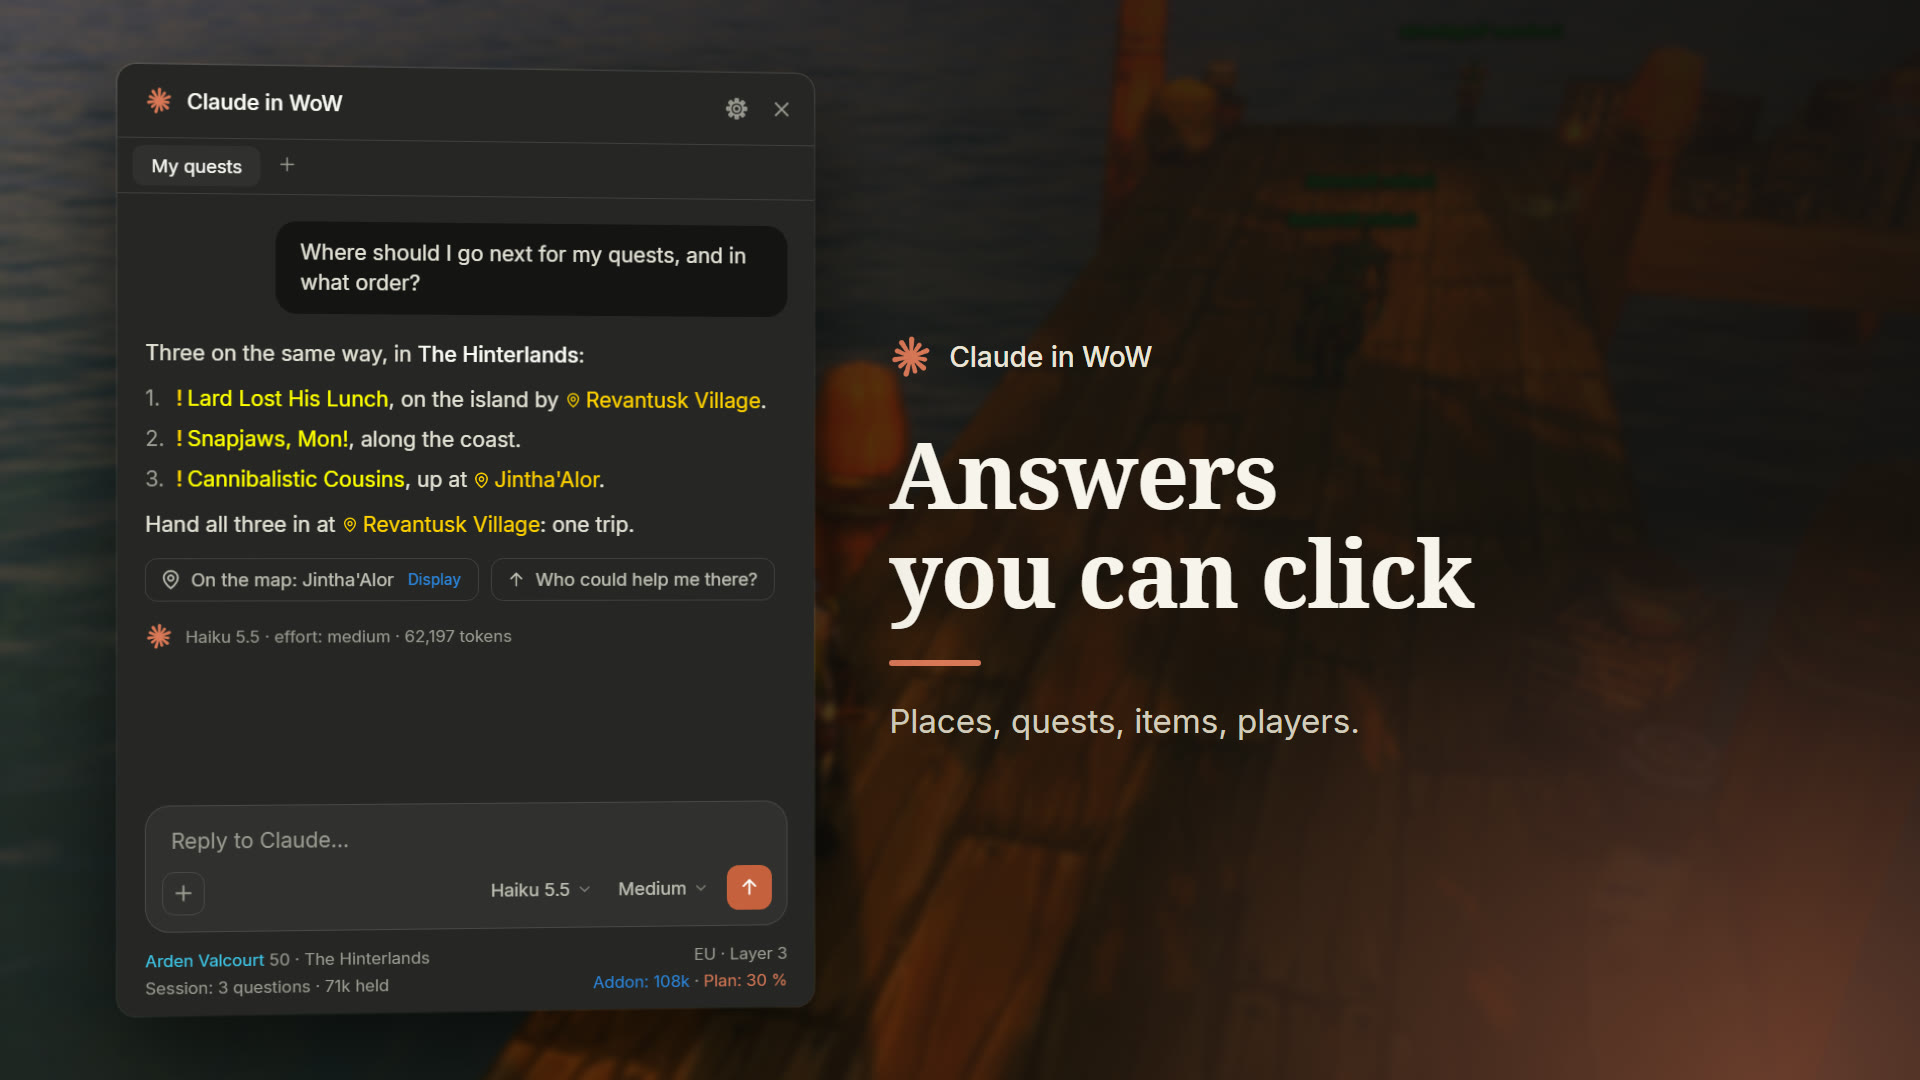 Claude in WoW
My quests
Where should I go next for my quests, and in
what order?
Three on the same way, in The Hinterlands:
1. ! Lard Lost His Lunch, on the island by Revantusk Village.
2. ! Snapjaws, Mon!, along the coast.
3. ! Cannibalistic Cousins, up at Jintha'Alor.
Hand all three in at Revantusk Village: one trip.
On the map: Jintha'Alor Display
Who could help me there?
Haiku 5.5 · effort: medium · 62,197 tokens
Reply to Claude...
Haiku 5.5
Medium
Arden Valcourt 50 · The Hinterlands
EU · Layer 3
Session: 3 questions · 71k held
Addon: 108k · Plan: 30 %
Claude in WoW
Answers
you can click
Places, quests, items, players.